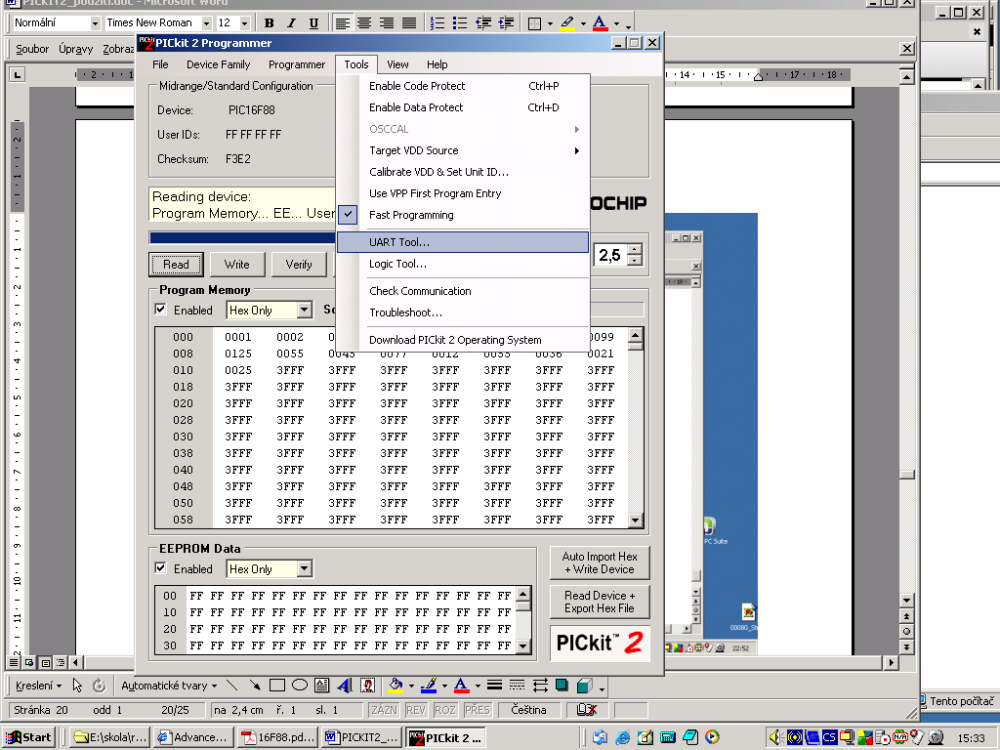 PICKIT2_použití.doc - Microsoft Word
Normální Times New Roman 12 B I U A
Soubor Úpravy Zobraz
L 2 1 14 15 16 17 18
PICkit 2 Programmer
File Device Family Programmer Tools View Help
Midrange/Standard Configuration
Device: PIC16F88
User IDs: FF FF FF FF
Checksum: F3E2
Reading device:
Program Memory... EE... User
OCHIP
Enable Code Protect Ctrl+P
Enable Data Protect Ctrl+D
OSCCAL
Target VDD Source
Calibrate VDD & Set Unit ID...
Use VPP First Program Entry
Fast Programming
UART Tool...
Logic Tool...
Check Communication
Troubleshoot...
Download PICkit 2 Operating System
Read Write Verify 2,5
Program Memory
Enabled Hex Only So
000 0001 0002 0099
008 0125 0055 0045 0077 0012 0035 0036 0021
010 0025 3FFF 3FFF 3FFF 3FFF 3FFF 3FFF 3FFF
018 3FFF 3FFF 3FFF 3FFF 3FFF 3FFF 3FFF 3FFF
020 3FFF 3FFF 3FFF 3FFF 3FFF 3FFF 3FFF 3FFF
028 3FFF 3FFF 3FFF 3FFF 3FFF 3FFF 3FFF 3FFF
030 3FFF 3FFF 3FFF 3FFF 3FFF 3FFF 3FFF 3FFF
038 3FFF 3FFF 3FFF 3FFF 3FFF 3FFF 3FFF 3FFF
040 3FFF 3FFF 3FFF 3FFF 3FFF 3FFF 3FFF 3FFF
048 3FFF 3FFF 3FFF 3FFF 3FFF 3FFF 3FFF 3FFF
050 3FFF 3FFF 3FFF 3FFF 3FFF 3FFF 3FFF 3FFF
058 3FFF 3FFF 3FFF 3FFF 3FFF 3FFF 3FFF 3FFF
EEPROM Data
Enabled Hex Only
00 FF FF FF FF FF FF FF FF FF FF FF FF FF FF FF FF
10 FF FF FF FF FF FF FF FF FF FF FF FF FF FF FF FF
20 FF FF FF FF FF FF FF FF FF FF FF FF FF FF FF FF
30 FF FF FF FF FF FF FF FF FF FF FF FF FF FF FF FF
Auto Import Hex
+ Write Device
Read Device +
Export Hex File
PICkit™ 2
PC Suite
22:52
Kreslení Automatické tvary
Stránka 20 odd 1 20/25 na 2,4 cm ř. 1 sl. 1 ZÁZN REV ROZ PŘES Čeština
Tento počítač
Start E:\skola\r... Advance... 16F88.pd... PICKIT2_... PICkit 2 ... CS 15:33